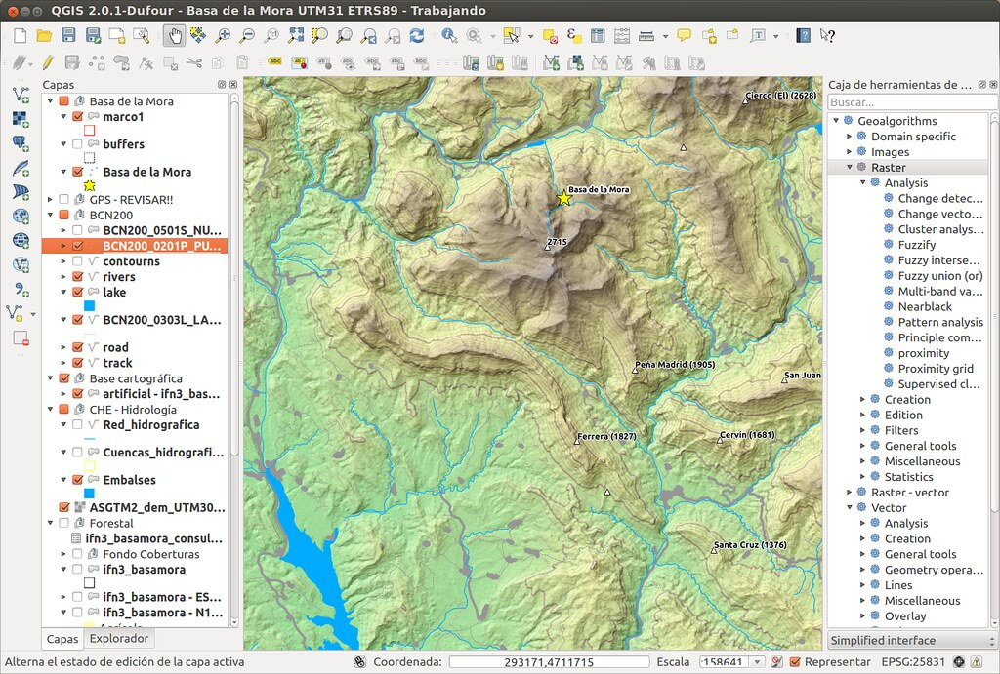 QGIS 2.0.1-Dufour - Basa de la Mora UTM31 ETRS89 - Trabajando
Capas
Basa de la Mora
marco1
buffers
Basa de la Mora
GPS - REVISAR!!
BCN200
BCN200_0501S_NU...
BCN200_0201P_PU...
contourns
rivers
lake
BCN200_0303L_LA...
road
track
Base cartográfica
artificial - ifn3_bas...
CHE - Hidrología
Red_hidrografica
Cuencas_hidrografi...
Embalses
ASGTM2_dem_UTM30...
Forestal
ifn3_basamora_consul...
Fondo Coberturas
ifn3_basamora
ifn3_basamora - ES...
ifn3_basamora - N1...
Capas
Explorador
Cierco (El) (2628)
Basa de la Mora
2715
Peña Madrid (1905)
San Juan
Ferrera (1827)
Cervin (1681)
Santa Cruz (1376)
Caja de herramientas de ...
Buscar...
Geoalgorithms
Domain specific
Images
Raster
Analysis
Change detec...
Change vecto...
Cluster analys...
Fuzzify
Fuzzy interse...
Fuzzy union (or)
Multi-band va...
Nearblack
Pattern analysis
Principle com...
proximity
Proximity grid
Supervised cl...
Creation
Edition
Filters
General tools
Miscellaneous
Statistics
Raster - vector
Vector
Analysis
Creation
General tools
Geometry opera...
Lines
Miscellaneous
Overlay
Simplified interface
Alterna el estado de edición de la capa activa
Coordenada:
293171,4711715
Escala
1:158641
Representar
EPSG:25831